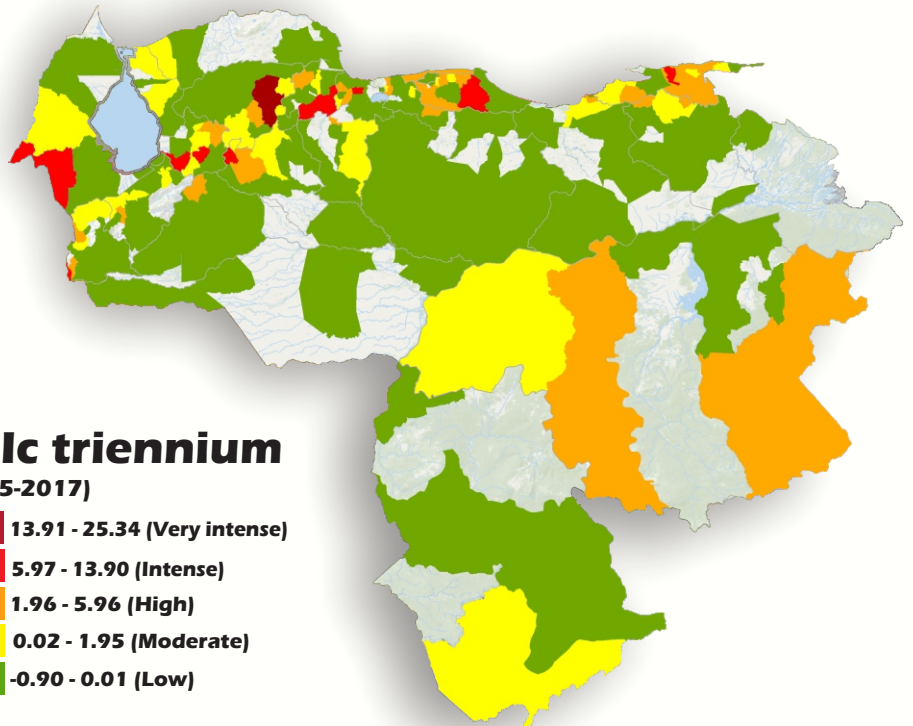 lc triennium
5-2017)
13.91 - 25.34 (Very intense)
5.97 - 13.90 (Intense)
1.96 - 5.96 (High)
0.02 - 1.95 (Moderate)
-0.90 - 0.01 (Low)